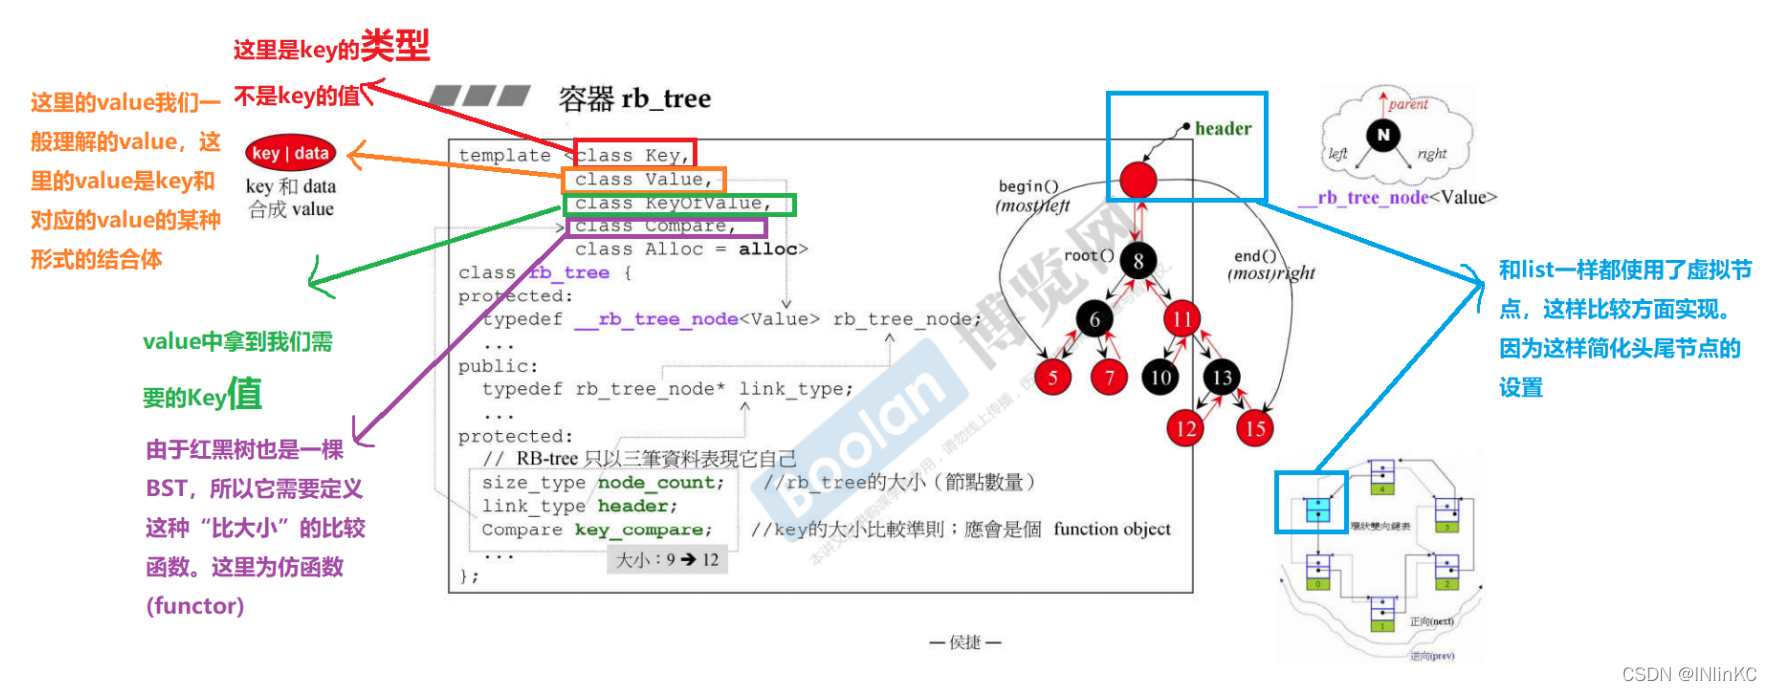 这里是key的类型
不是key的值
这里的value我们一
般理解的value，这
里的value是key和
对应的value的某种
形式的结合体
key | data
key 和 data
合成 value
value中拿到我们需
要的Key值
由于红黑树也是一棵
BST，所以它需要定义
这种“比大小”的比较
函数。这里为仿函数
(functor)
容器 rb_tree
template <class Key,
class Value,
class KeyOfValue,
class Compare,
class Alloc = alloc>
class rb_tree {
protected:
typedef __rb_tree_node<Value> rb_tree_node;
...
public:
typedef rb_tree_node* link_type;
...
protected:
// RB-tree 只以三筆資料表現它自己
size_type node_count; //rb_tree的大小（節點數量）
link_type header;
Compare key_compare; //key的大小比較準則；應會是個 function object
...
大小：9 ➔ 12
};
Boolan 博览网
header
begin()
(most)left
root()
end()
(most)right
8
6
11
5
7
10
13
12
15
parent
N
left
right
__rb_tree_node<Value>
和list一样都使用了虚拟节
点，这样比较方面实现。
因为这样简化头尾节点的
设置
4
環狀雙向鏈表
3
0
2
1
正向(next)
逆向(prev)
— 侯捷 —
CSDN @INlinKC